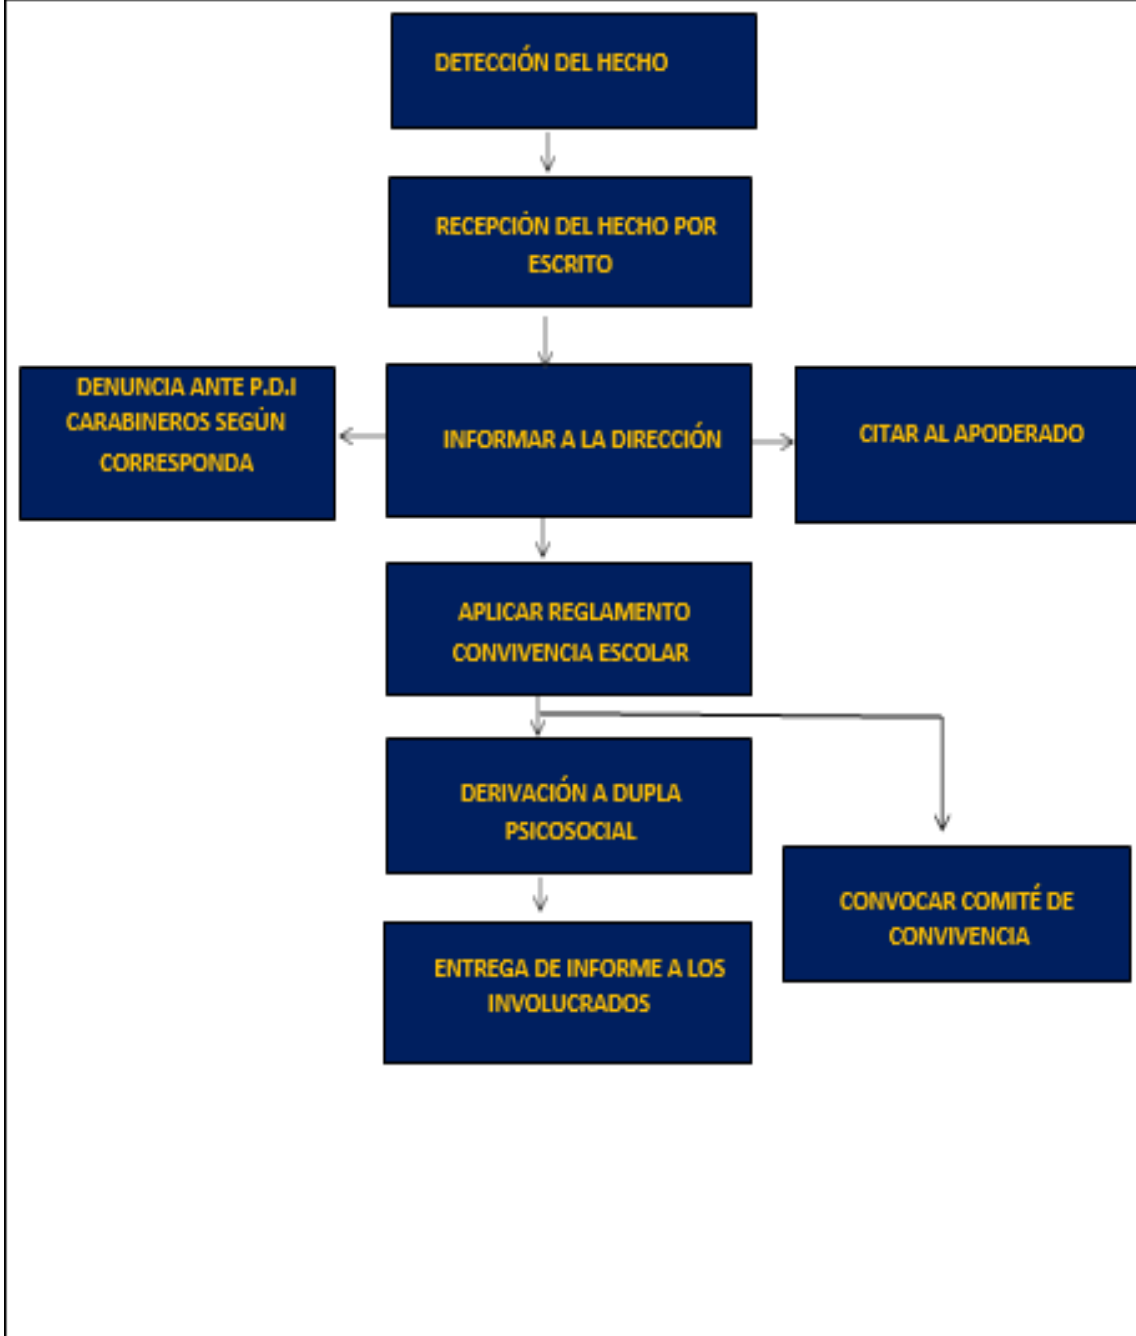 DETECCIÓN DEL HECHO
RECEPCIÓN DEL HECHO POR
ESCRITO
DENUNCIA ANTE P.D.I
CARABINEROS SEGÚN
CORRESPONDA
INFORMAR A LA DIRECCIÓN
CITAR AL APODERADO
APLICAR REGLAMENTO
CONVIVENCIA ESCOLAR
DERIVACIÓN A DUPLA
PSICOSOCIAL
CONVOCAR COMITÉ DE
CONVIVENCIA
ENTREGA DE INFORME A LOS
INVOLUCRADOS